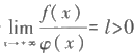 lim f(x)/φ(x) = l>0
x→+∞